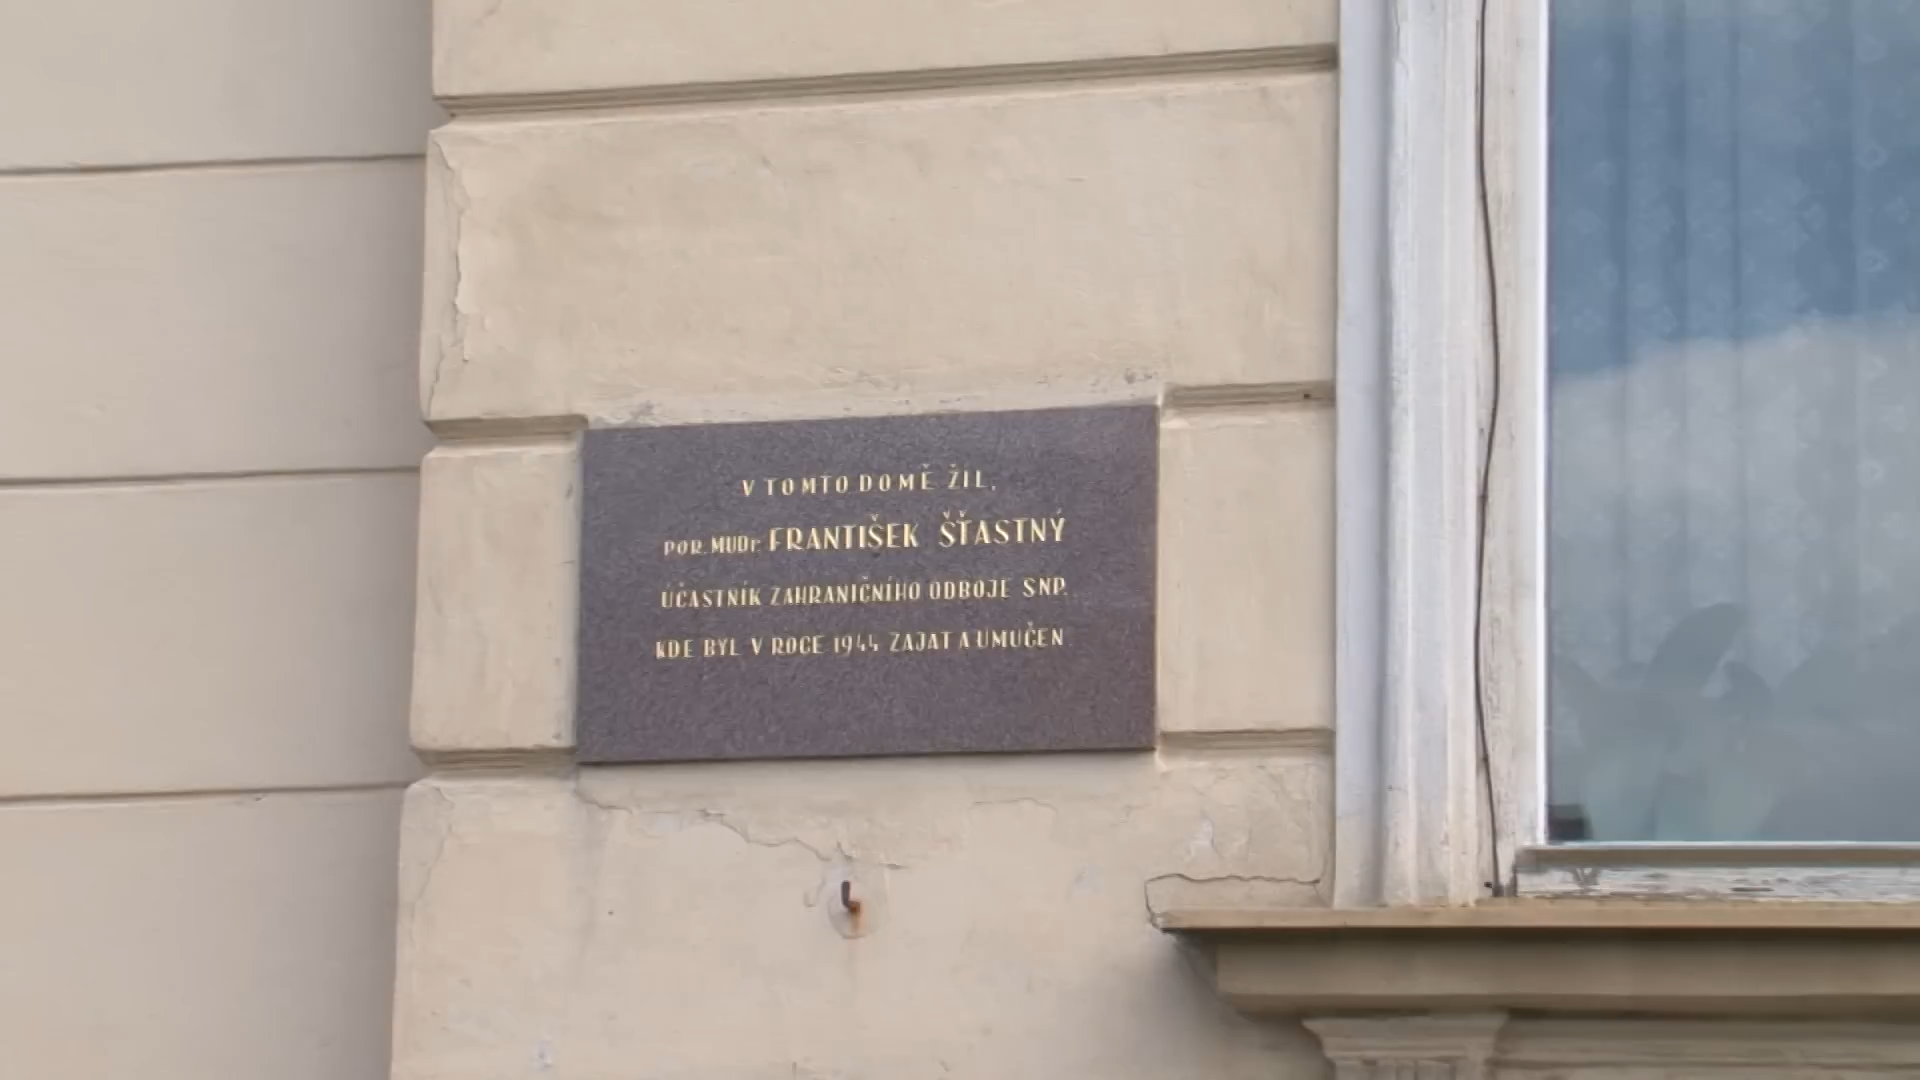 V TOMTO DOMĚ ŽIL,
POR. MUDr. FRANTIŠEK ŠŤASTNÝ
ÚČASTNÍK ZAHRANIČNÍHO ODBOJE SNP.
KDE BYL V ROCE 1944 ZAJAT A UMUČEN